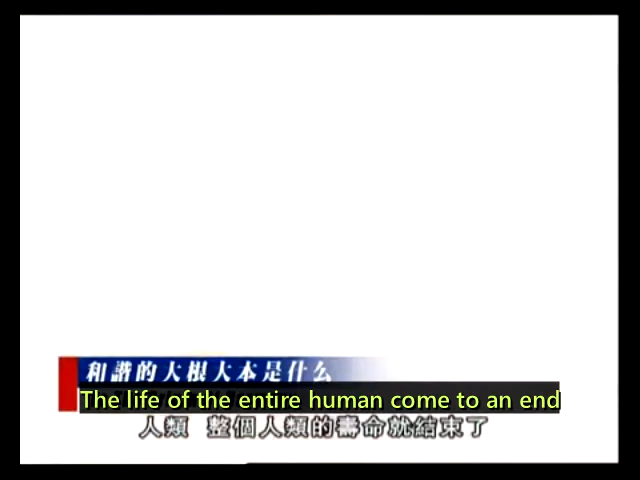 和諧的大根大本是什么
The life of the entire human come to an end
人類 整個人類的壽命就結束了